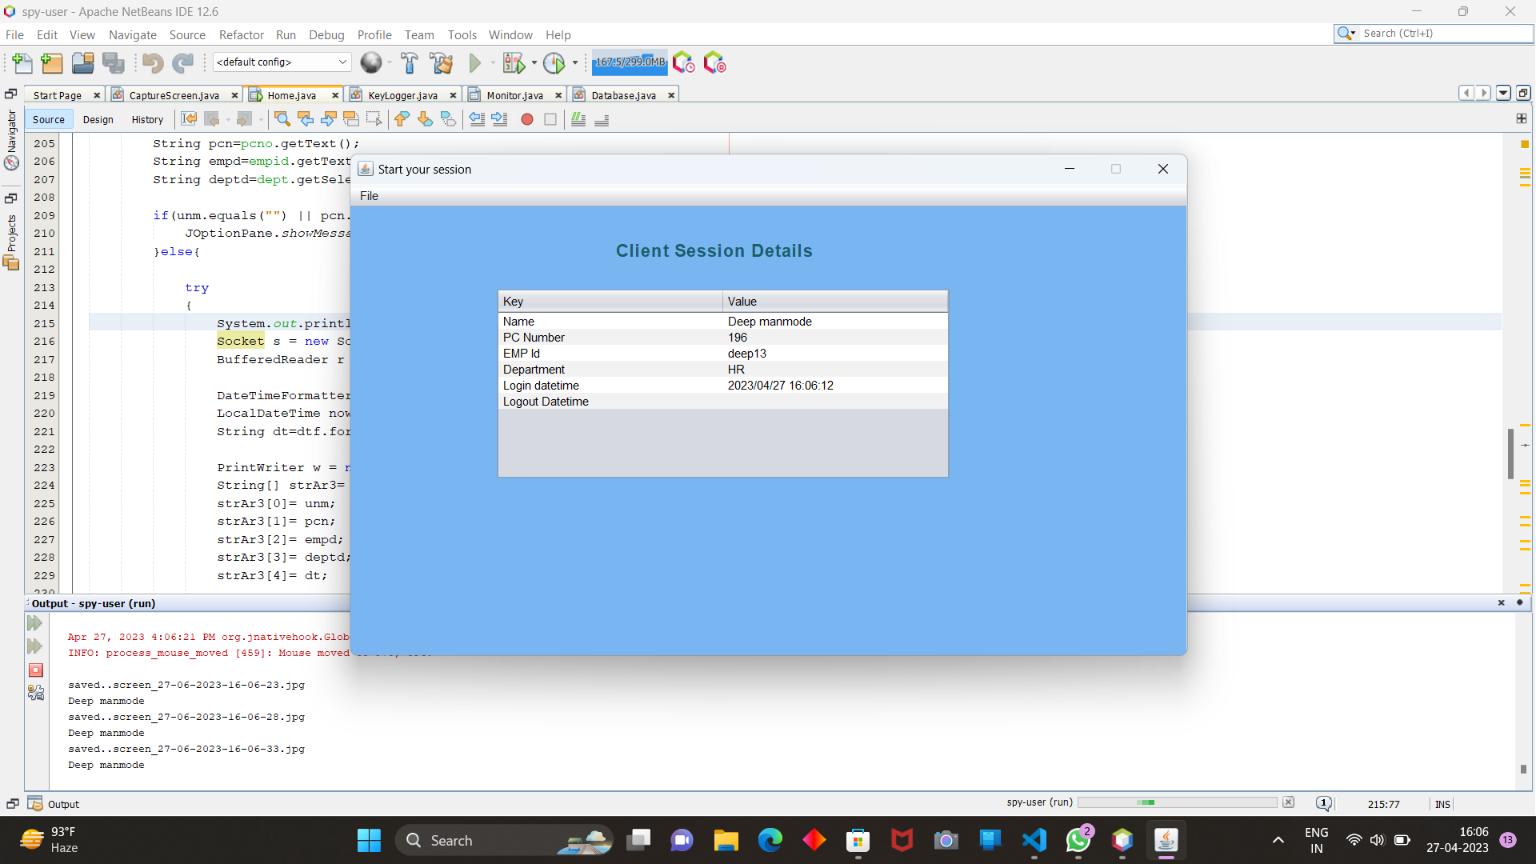 spy-user - Apache NetBeans IDE 12.6
File Edit View Navigate Source Refactor Run Debug Profile Team Tools Window Help
Search (Ctrl+I)
<default config>
167.5/299.0MB
Start Page CaptureScreen.java Home.java KeyLogger.java Monitor.java Database.java
Source Design History
Navigator
Projects
205 String pcn=pcno.getText();
206 String empd=empid.getText
207 String deptd=dept.getSele
208
209 if(unm.equals("") || pcn.
210 JOptionPane.showMessa
211 }else{
212
213 try
214 {
215 System.out.printl
216 Socket s = new So
217 BufferedReader r
218
219 DateTimeFormatter
220 LocalDateTime now
221 String dt=dtf.for
222
223 PrintWriter w = n
224 String[] strAr3=
225 strAr3[0]= unm;
226 strAr3[1]= pcn;
227 strAr3[2]= empd;
228 strAr3[3]= deptd;
229 strAr3[4]= dt;
230
Start your session
File
Client Session Details
Key Value
Name Deep manmode
PC Number 196
EMP Id deep13
Department HR
Login datetime 2023/04/27 16:06:12
Logout Datetime
Output - spy-user (run)
Apr 27, 2023 4:06:21 PM org.jnativehook.Glob
INFO: process_mouse_moved [459]: Mouse moved
saved..screen_27-06-2023-16-06-23.jpg
Deep manmode
saved..screen_27-06-2023-16-06-28.jpg
Deep manmode
saved..screen_27-06-2023-16-06-33.jpg
Deep manmode
Output
spy-user (run)
1
215:77
INS
93°F
Haze
Search
2
ENG
IN
16:06
27-04-2023
13